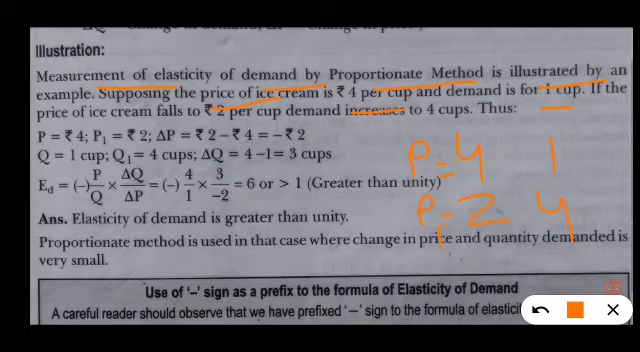 Illustration:
Measurement of elasticity of demand by Proportionate Method is illustrated by an
example. Supposing the price of ice cream is ₹ 4 per cup and demand is for 1 cup. If the
price of ice cream falls to ₹ 2 per cup demand increases to 4 cups. Thus:
P = ₹ 4; P₁ = ₹ 2; ΔP = ₹ 2 – ₹ 4 = – ₹ 2
Q = 1 cup; Q₁ = 4 cups; ΔQ = 4 –1= 3 cups
E_d = (–) P/Q × ΔQ/ΔP = (–) 4/1 × 3/–2 = 6 or > 1 (Greater than unity)
P = 4 1
P₁ = 2 4
Ans. Elasticity of demand is greater than unity.
Proportionate method is used in that case where change in price and quantity demanded is
very small.
Use of '–' sign as a prefix to the formula of Elasticity of Demand
A careful reader should observe that we have prefixed '–' sign to the formula of